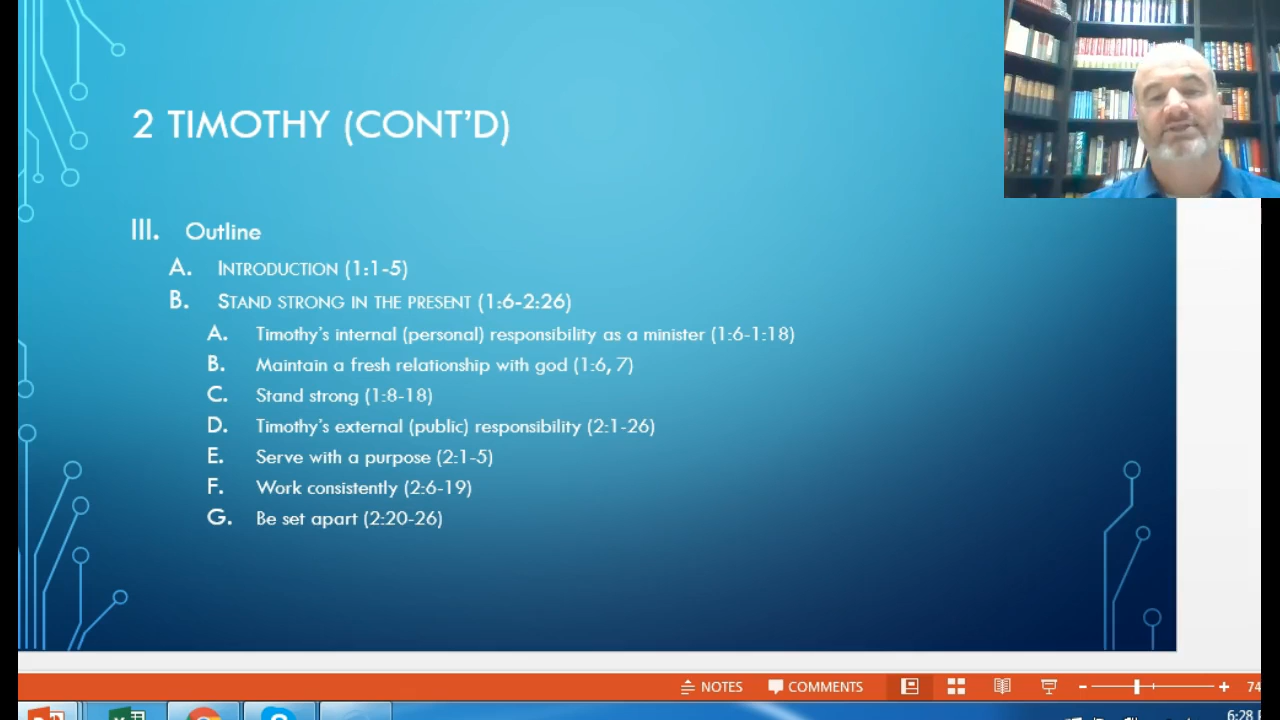 2 TIMOTHY (CONT'D)
III. Outline
A. INTRODUCTION (1:1-5)
B. STAND STRONG IN THE PRESENT (1:6-2:26)
A. Timothy's internal (personal) responsibility as a minister (1:6-1:18)
B. Maintain a fresh relationship with god (1:6, 7)
C. Stand strong (1:8-18)
D. Timothy's external (public) responsibility (2:1-26)
E. Serve with a purpose (2:1-5)
F. Work consistently (2:6-19)
G. Be set apart (2:20-26)
NOTES COMMENTS 74
6:28